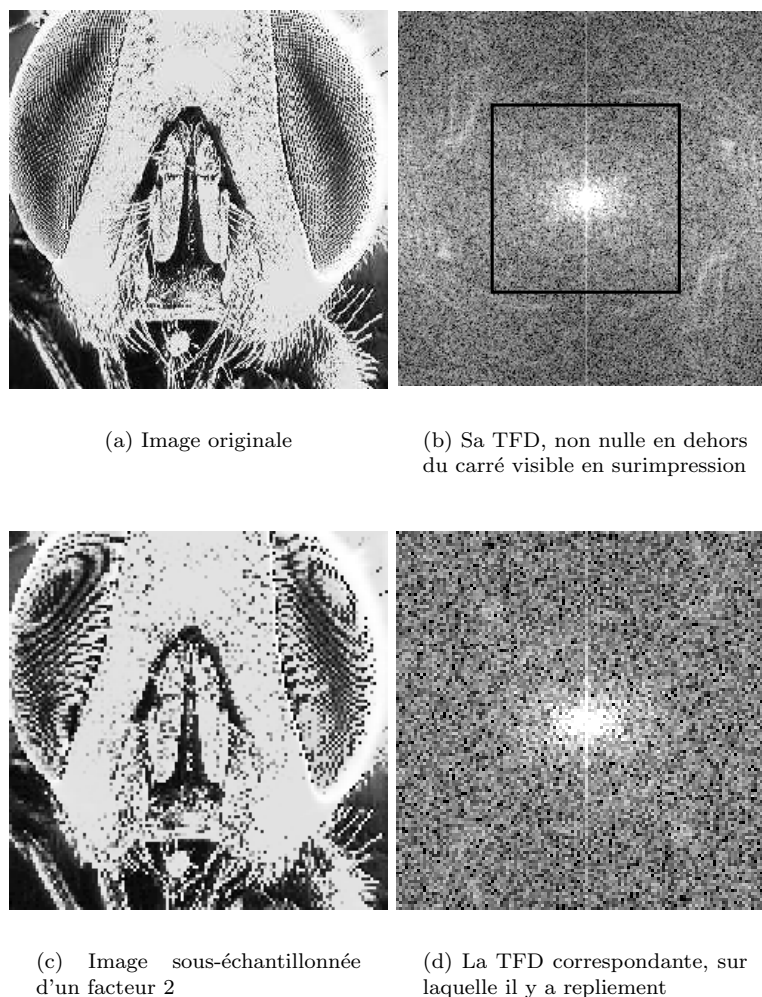 (a) Image originale
(b) Sa TFD, non nulle en dehors
du carré visible en surimpression
(c) Image sous-échantillonnée
d'un facteur 2
(d) La TFD correspondante, sur
laquelle il y a repliement